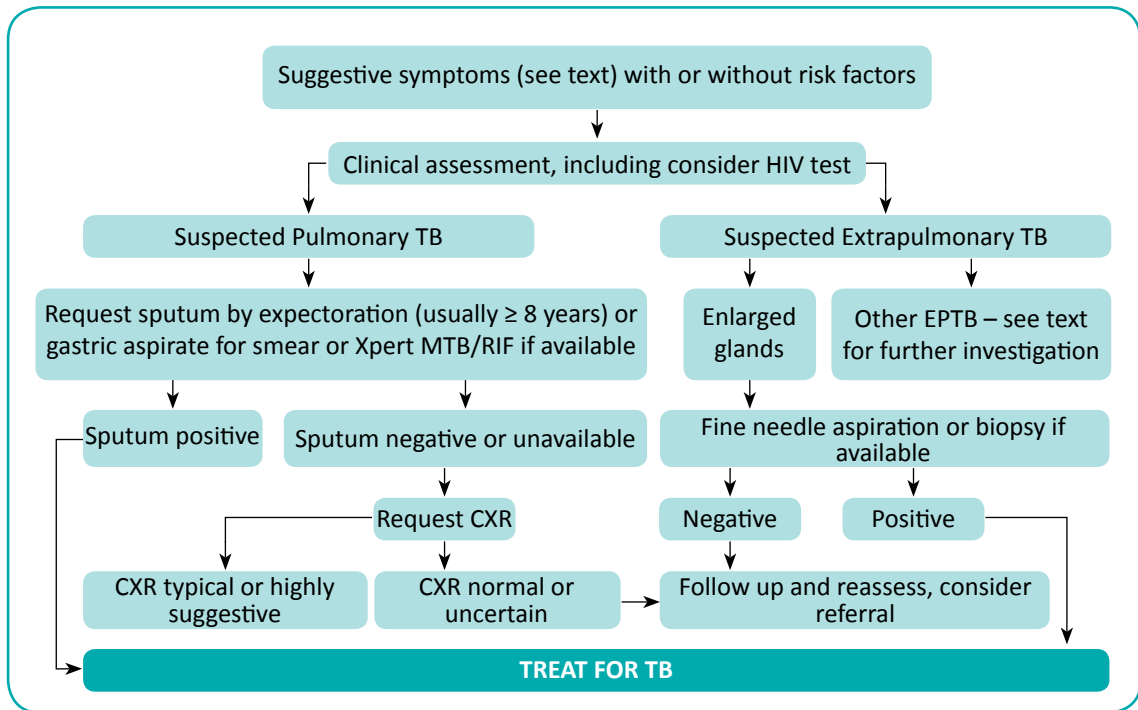 Suggestive symptoms (see text) with or without risk factors
Clinical assessment, including consider HIV test
Suspected Pulmonary TB
Suspected Extrapulmonary TB
Request sputum by expectoration (usually ≥ 8 years) or
gastric aspirate for smear or Xpert MTB/RIF if available
Enlarged
glands
Other EPTB – see text
for further investigation
Sputum positive
Sputum negative or unavailable
Fine needle aspiration or biopsy if
available
Request CXR
Negative
Positive
CXR typical or highly
suggestive
CXR normal or
uncertain
Follow up and reassess, consider
referral
TREAT FOR TB